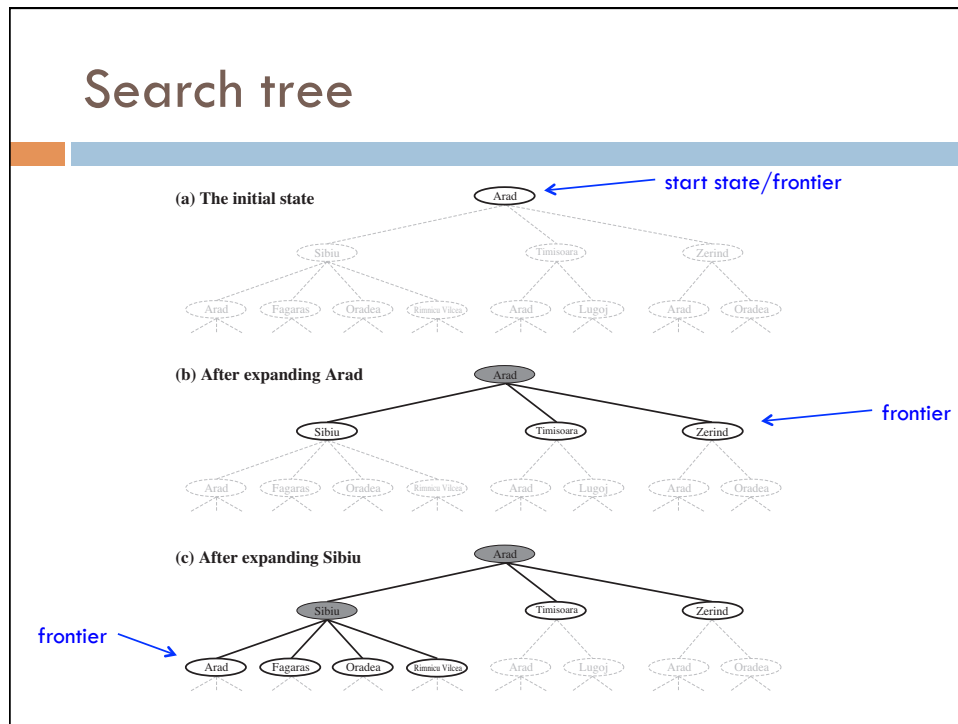 Search tree
(a) The initial state
Arad
start state/frontier
Sibiu
Timisoara
Zerind
Arad
Fagaras
Oradea
Rimnicu Vilcea
Arad
Lugoj
Arad
Oradea
(b) After expanding Arad
Arad
frontier
Sibiu
Timisoara
Zerind
Arad
Fagaras
Oradea
Rimnicu Vilcea
Arad
Lugoj
Arad
Oradea
(c) After expanding Sibiu
Arad
Sibiu
Timisoara
Zerind
frontier
Arad
Fagaras
Oradea
Rimnicu Vilcea
Arad
Lugoj
Arad
Oradea